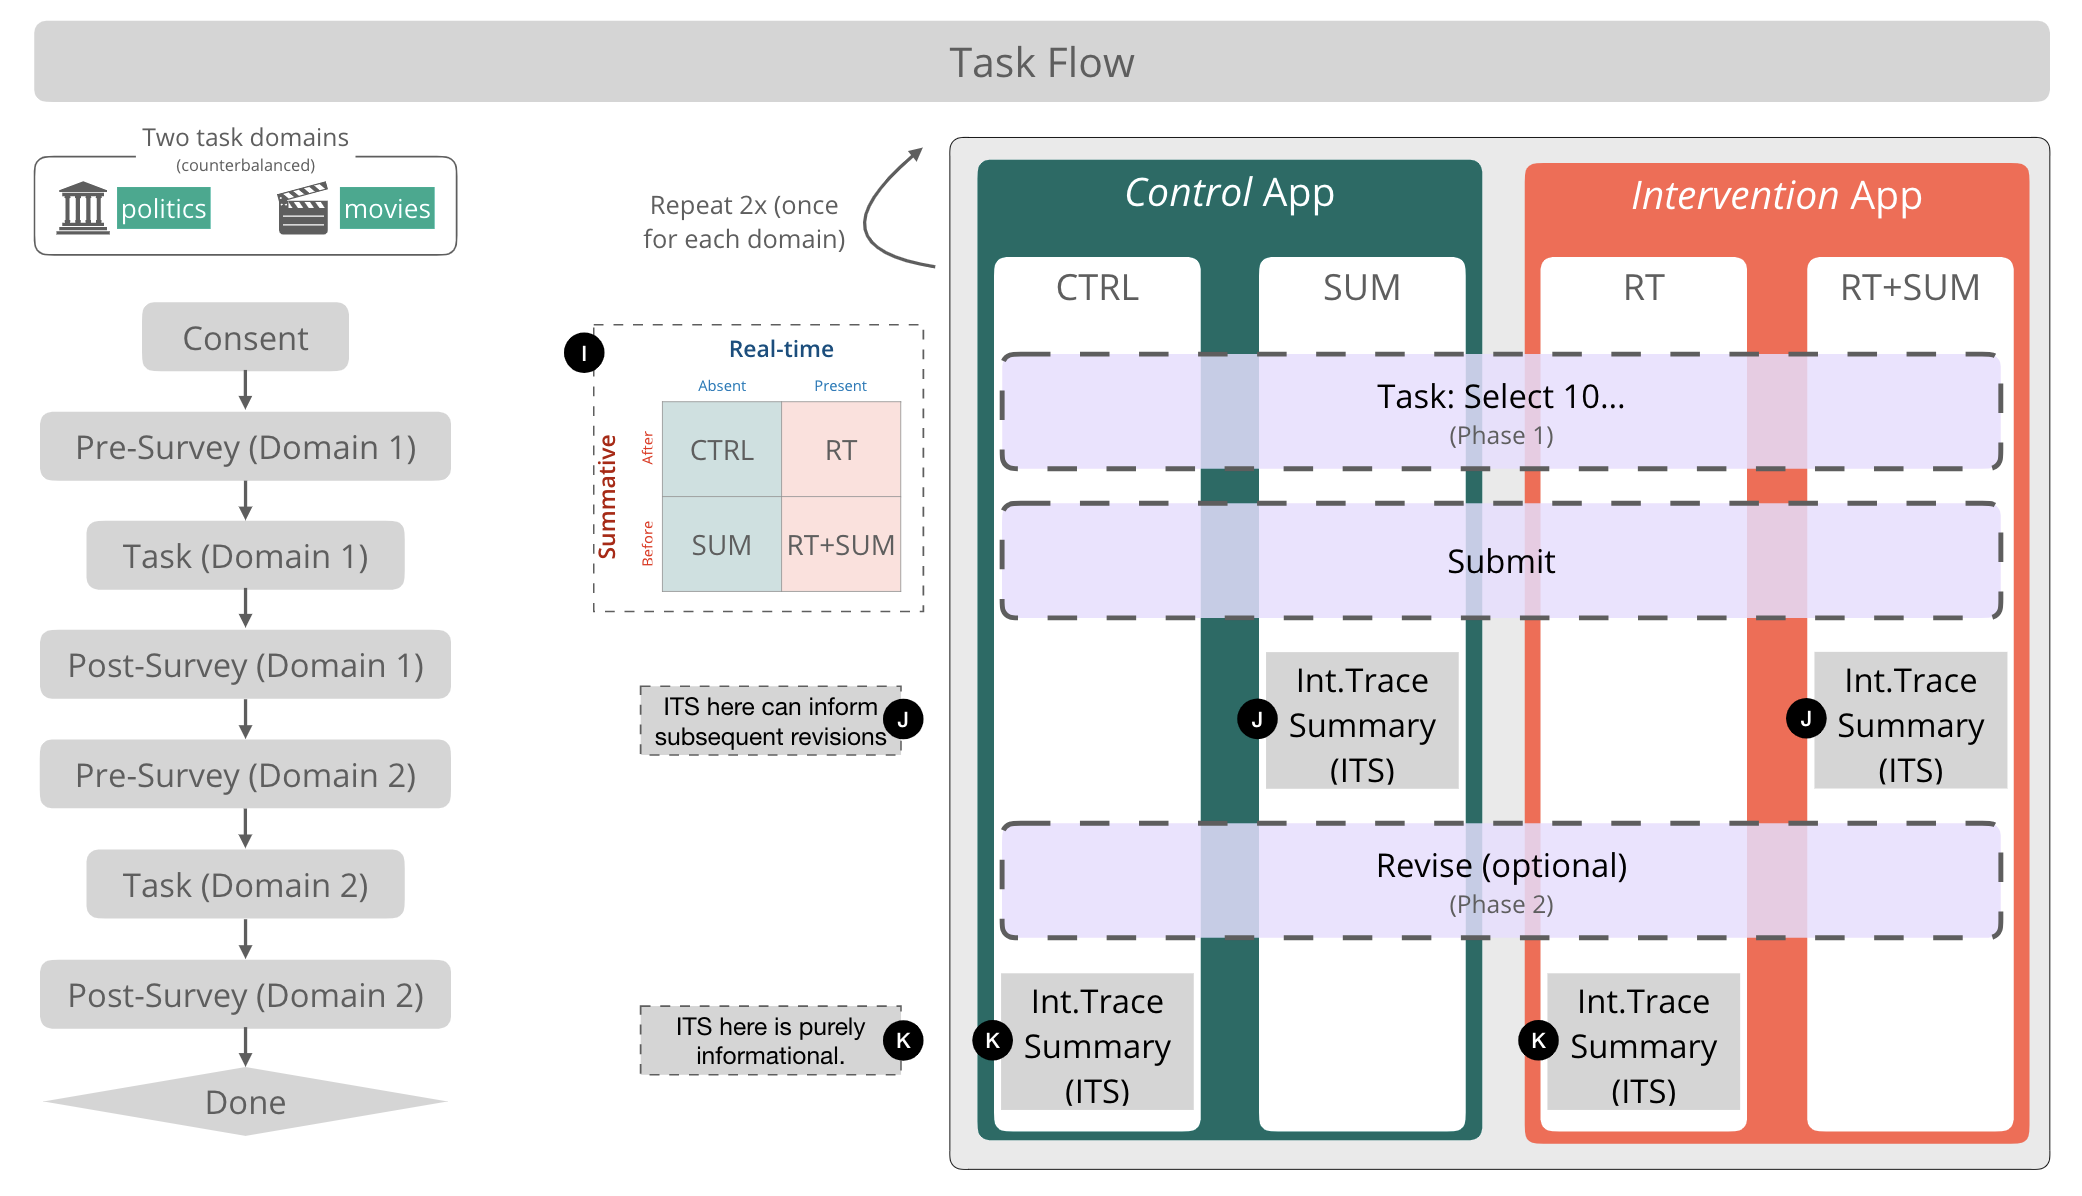 Task Flow
Two task domains
(counterbalanced)
politics
movies
Consent
Pre-Survey (Domain 1)
Task (Domain 1)
Post-Survey (Domain 1)
Pre-Survey (Domain 2)
Task (Domain 2)
Post-Survey (Domain 2)
Done
Repeat 2x (once
for each domain)
I
Real-time
Absent
Present
Summative
After
Before
CTRL
RT
SUM
RT+SUM
ITS here can inform
subsequent revisions
J
ITS here is purely
informational.
K
Control App
Intervention App
CTRL
SUM
RT
RT+SUM
Task: Select 10...
(Phase 1)
Submit
J
Int.Trace
Summary
(ITS)
J
Int.Trace
Summary
(ITS)
Revise (optional)
(Phase 2)
K
Int.Trace
Summary
(ITS)
K
Int.Trace
Summary
(ITS)